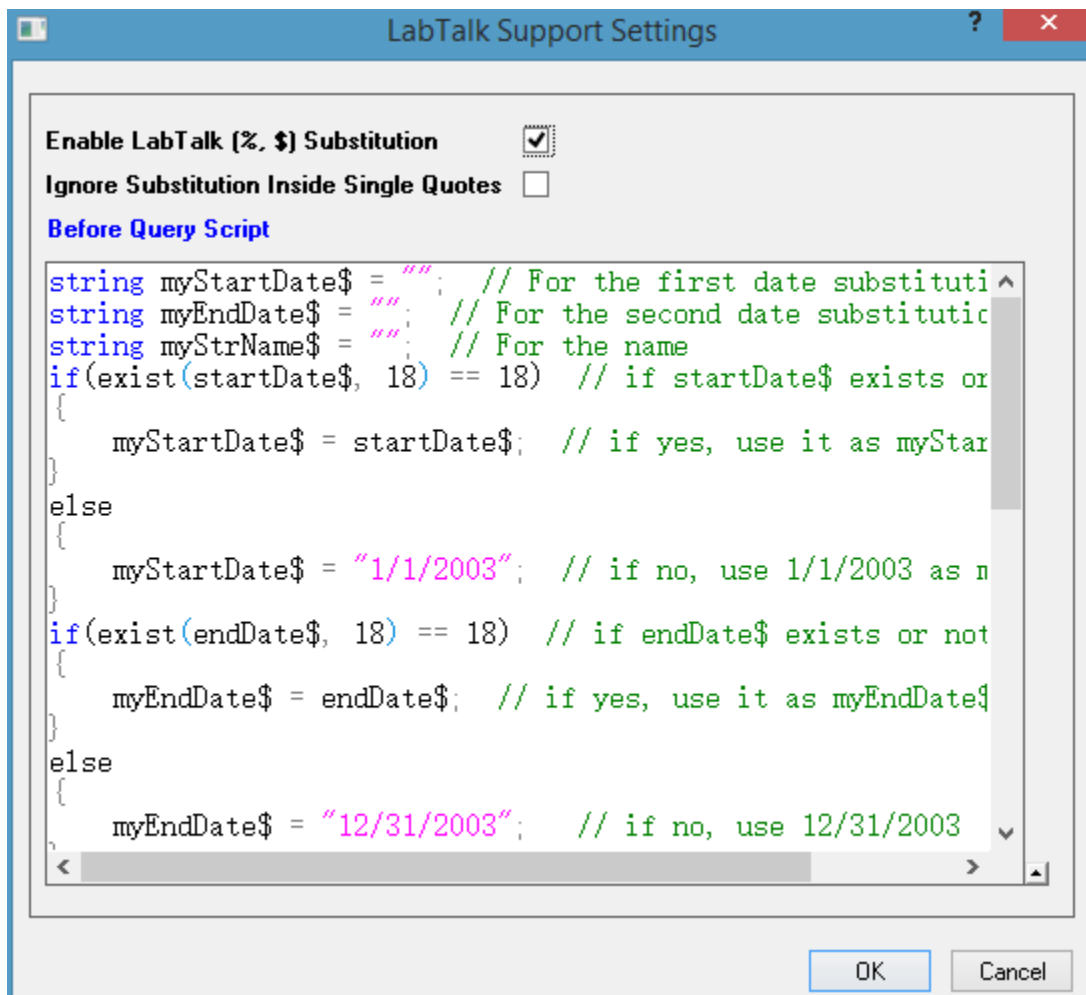 LabTalk Support Settings ? ×
Enable LabTalk (%, $) Substitution
Ignore Substitution Inside Single Quotes
Before Query Script
string myStartDate$ = ""; // For the first date substituti
string myEndDate$ = ""; // For the second date substitutic
string myStrName$ = ""; // For the name
if(exist(startDate$, 18) == 18) // if startDate$ exists or
{
myStartDate$ = startDate$; // if yes, use it as myStar
}
else
{
myStartDate$ = "1/1/2003"; // if no, use 1/1/2003 as m
}
if(exist(endDate$, 18) == 18) // if endDate$ exists or not
{
myEndDate$ = endDate$; // if yes, use it as myEndDate$
}
else
{
myEndDate$ = "12/31/2003"; // if no, use 12/31/2003
OK Cancel